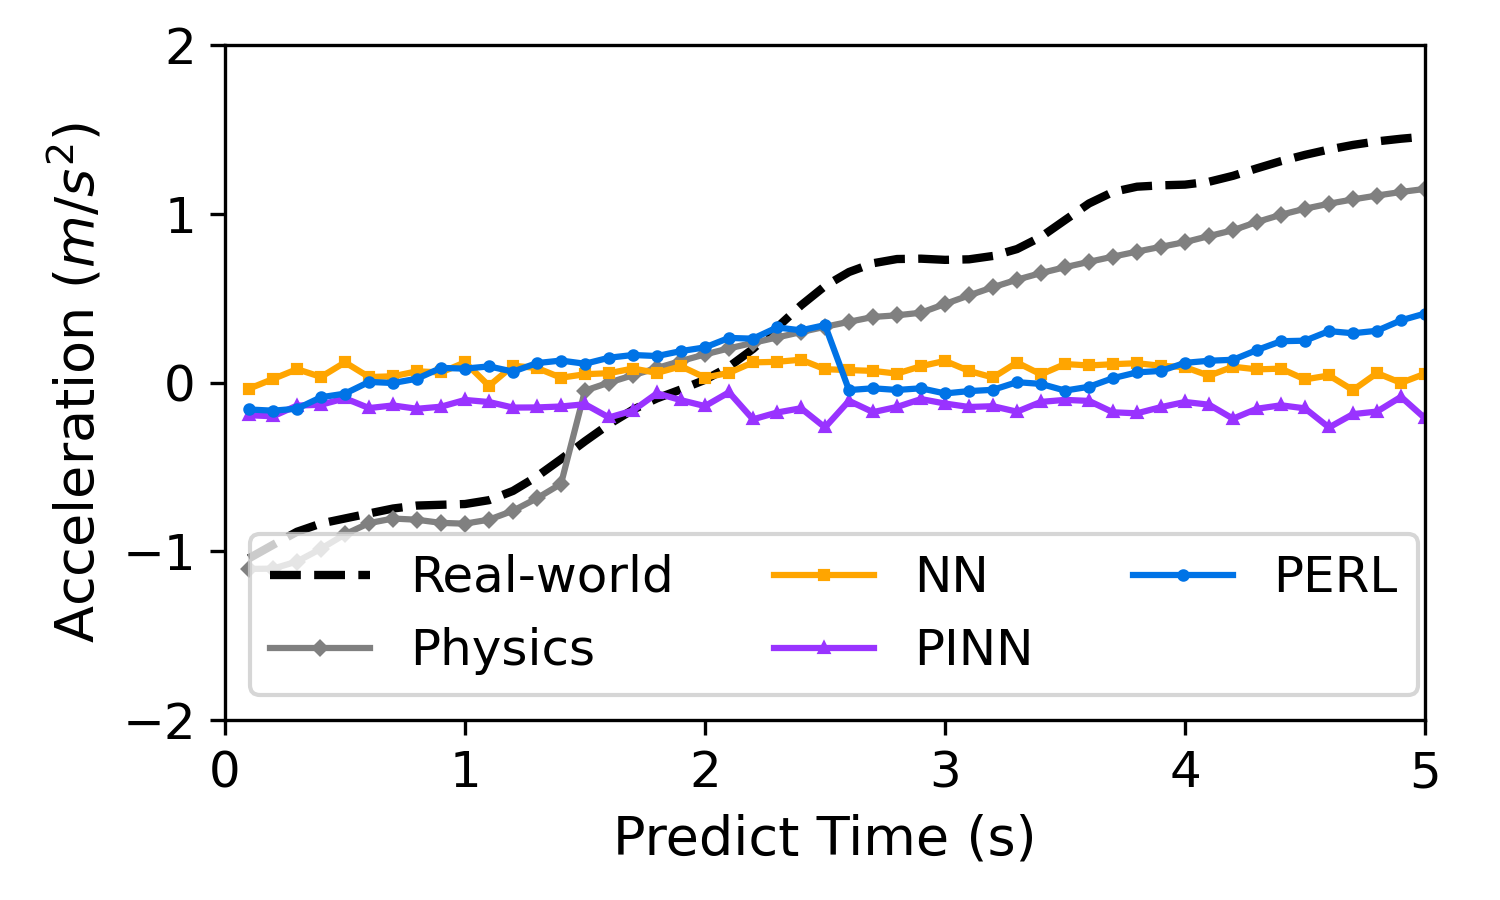 2
1
0
−1
−2
Acceleration (m/s²)
Real-world
NN
PERL
Physics
PINN
0 1 2 3 4 5
Predict Time (s)